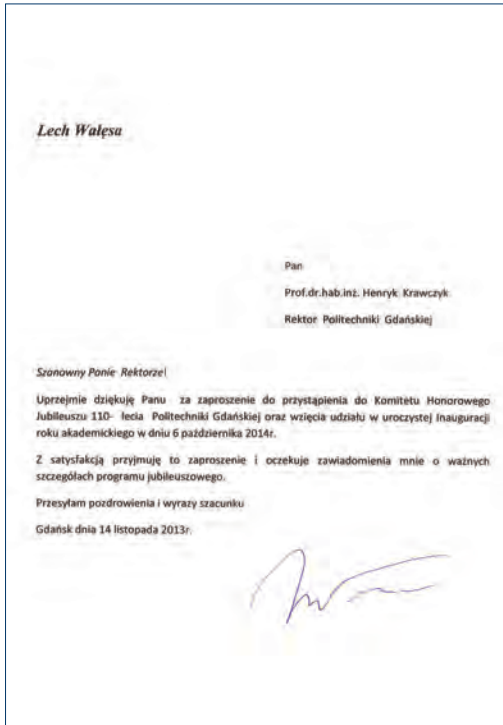 Lech Wałęsa
Pan
Prof.dr.hab.inż. Henryk Krawczyk
Rektor Politechniki Gdańskiej
Szanowny Panie Rektorze!
Uprzejmie dziękuję Panu za zaproszenie do przystąpienia do Komitetu Honorowego
Jubileuszu 110- lecia Politechniki Gdańskiej oraz wzięcia udziału w uroczystej Inauguracji
roku akademickiego w dniu 6 października 2014r.
Z satysfakcją przyjmuję to zaproszenie i oczekuje zawiadomienia mnie o ważnych
szczegółach programu jubileuszowego.
Przesyłam pozdrowienia i wyrazy szacunku
Gdańsk dnia 14 listopada 2013r.